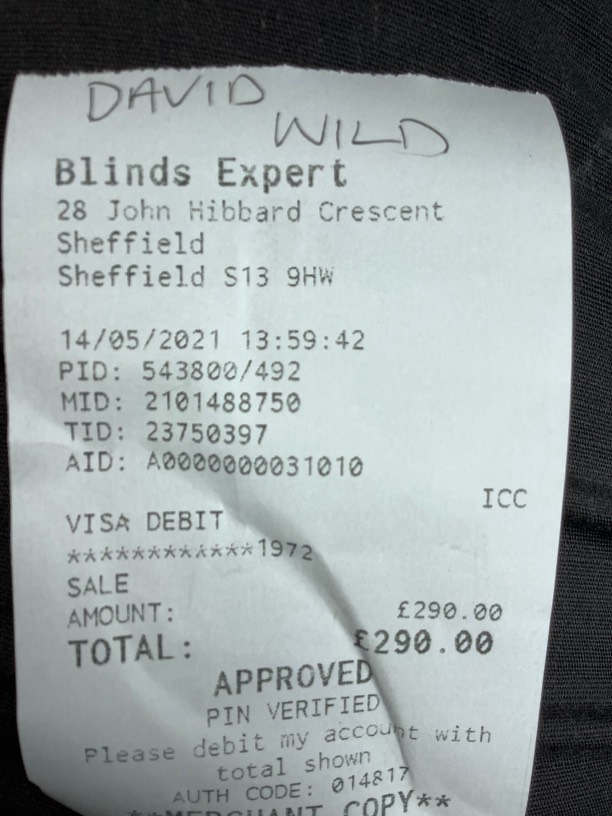 DAVID
WILD
Blinds Expert
28 John Hibbard Crescent
Sheffield
Sheffield S13 9HW
14/05/2021 13:59:42
PID: 543800/492
MID: 2101488750
TID: 23750397
AID: A0000000031010
ICC
VISA DEBIT
************1972
SALE
AMOUNT: £290.00
TOTAL: £290.00
APPROVED
PIN VERIFIED
Please debit my account with
total shown
AUTH CODE: 014817
**MERCHANT COPY**